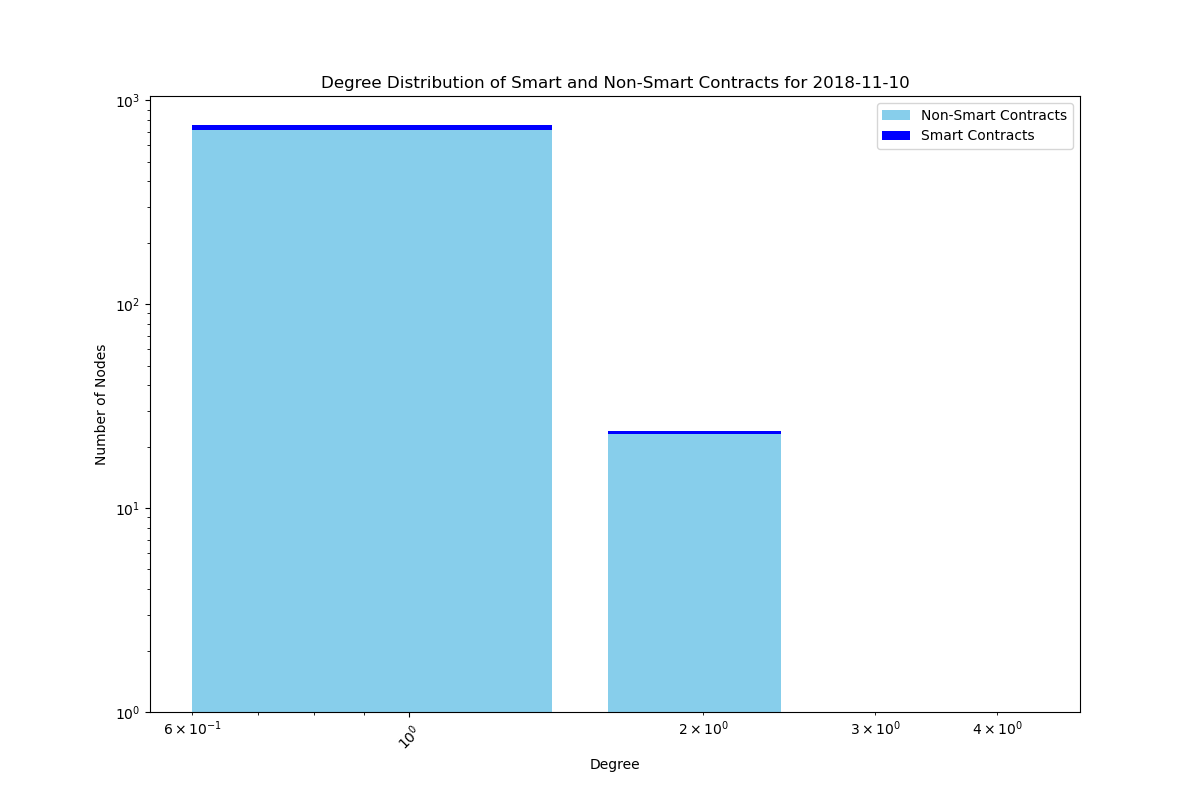 Degree Distribution of Smart and Non-Smart Contracts for 2018-11-10
Non-Smart Contracts
Smart Contracts
10³
10²
10¹
10⁰
Number of Nodes
6 × 10⁻¹
10⁰
2 × 10⁰
3 × 10⁰
4 × 10⁰
Degree